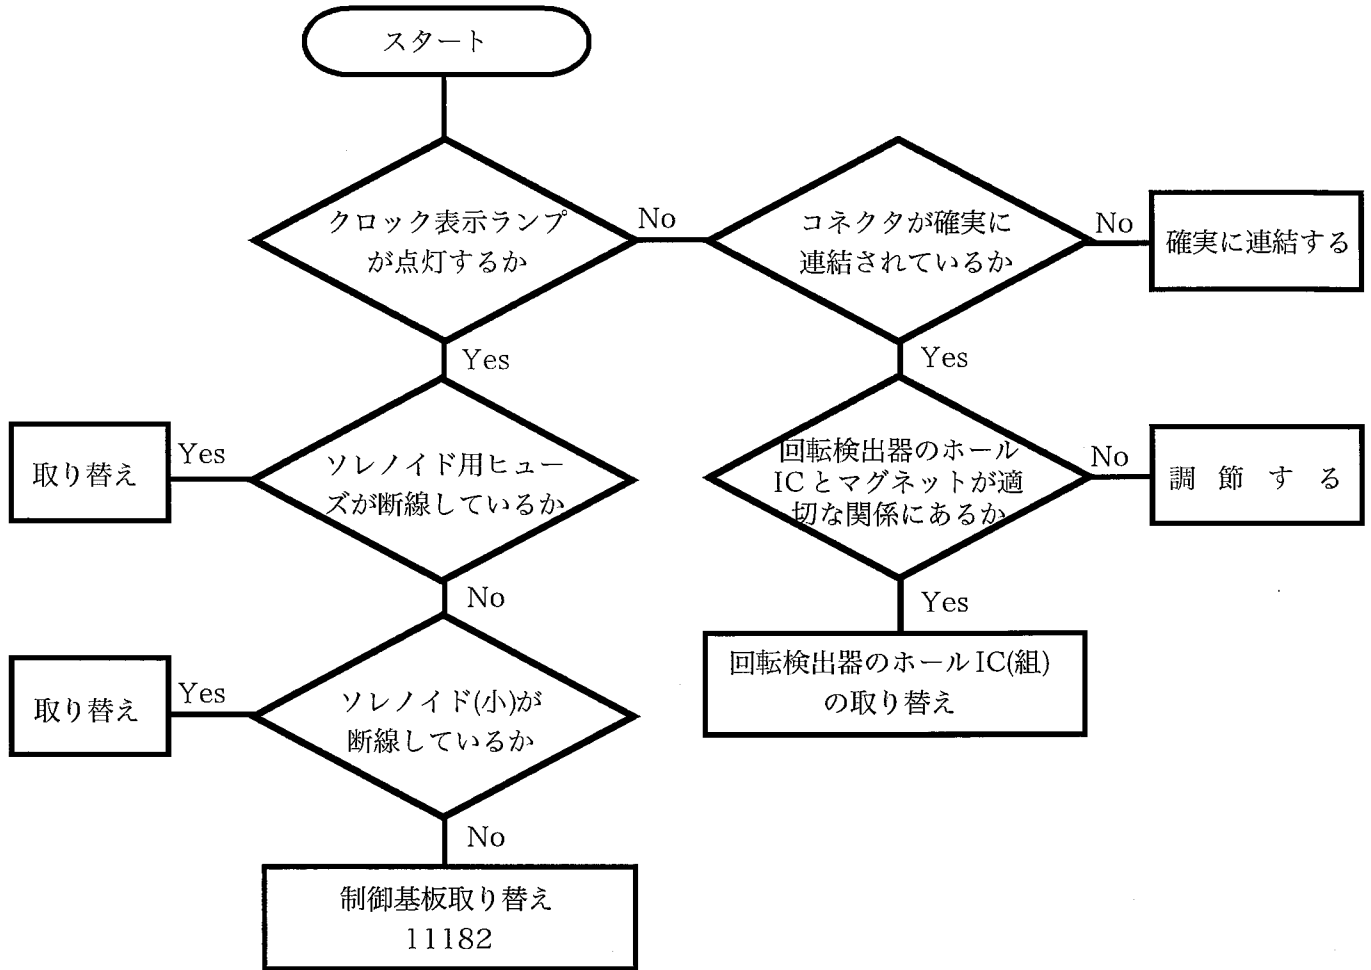 スタート
クロック表示ランプ
が点灯するか
No
コネクタが確実に
連結されているか
No
確実に連結する
Yes
Yes
取り替え
Yes
ソレノイド用ヒュー
ズが断線しているか
回転検出器のホール
ICとマグネットが適
切な関係にあるか
No
調節する
No
Yes
取り替え
Yes
ソレノイド(小)が
断線しているか
回転検出器のホールIC(組)
の取り替え
No
制御基板取り替え
11182